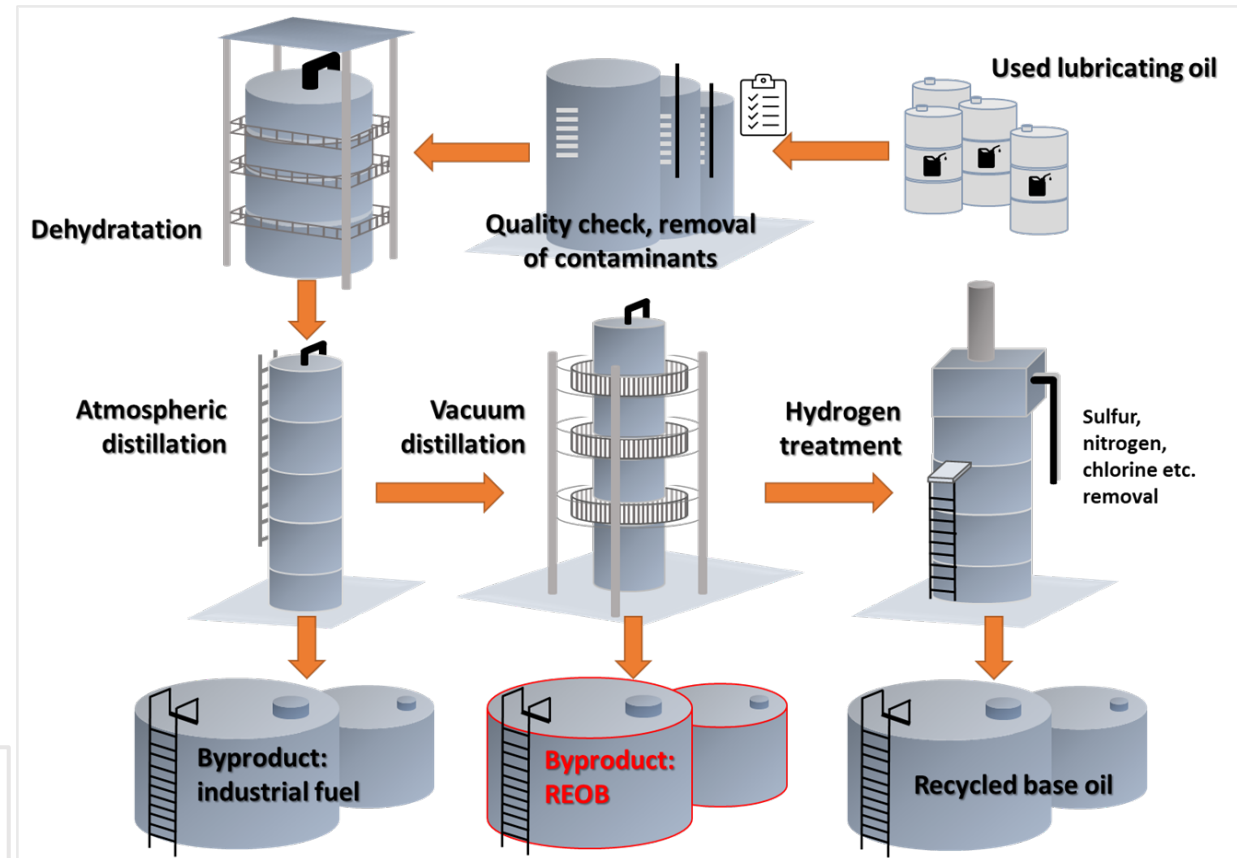 Used lubricating oil
Quality check, removal
of contaminants
Dehydratation
Atmospheric
distillation
Vacuum
distillation
Hydrogen
treatment
Sulfur,
nitrogen,
chlorine etc.
removal
Byproduct:
industrial fuel
Byproduct:
REOB
Recycled base oil